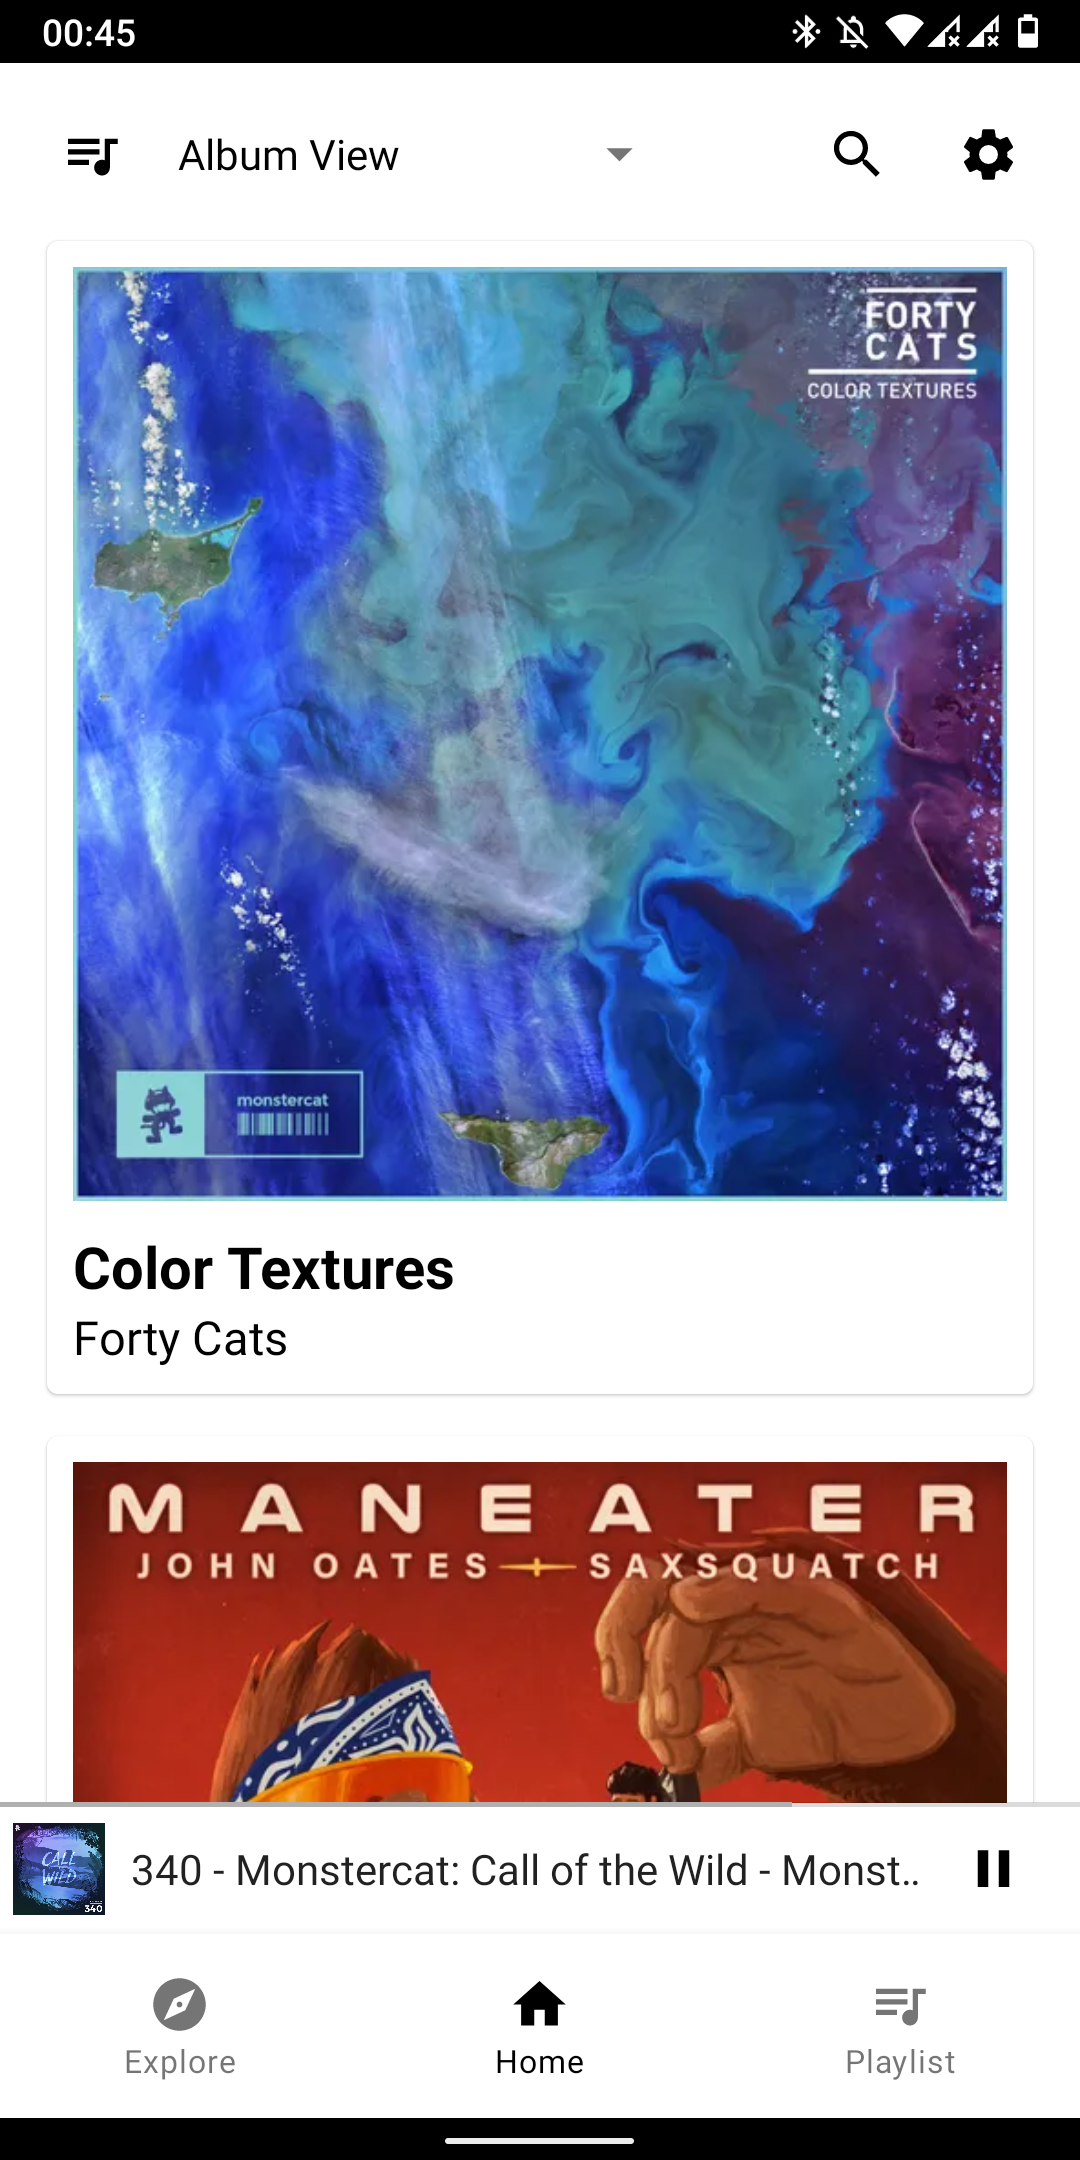 00:45
Album View
FORTY
CATS
COLOR TEXTURES
monstercat
Color Textures
Forty Cats
MANEATER
JOHN OATES SAXSQUATCH
CALL
WILD
340
340 - Monstercat: Call of the Wild - Monst..
Explore
Home
Playlist